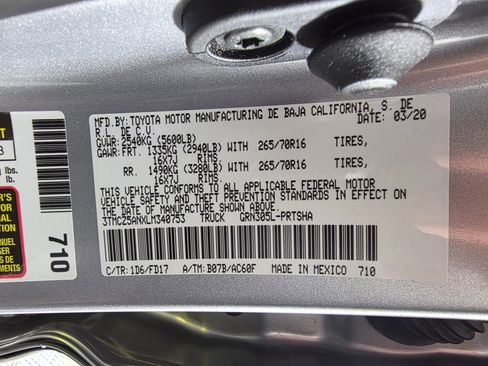 MFD.BY:TOYOTA MOTOR MANUFACTURING DE BAJA CALIFORNIA, S. DE
R.L. DE C.V. DATE: 03/20
GVWR:2540KG (5600LB)
GAWR:FRT. 1335KG (2940LB) WITH 265/70R16 TIRES,
16X7J RIMS,
RR. 1490KG (3280LB) WITH 265/70R16 TIRES,
16X7J RIMS.
THIS VEHICLE CONFORMS TO ALL APPLICABLE FEDERAL MOTOR
VEHICLE SAFETY AND THEFT PREVENTION STANDARDS IN EFFECT ON
THE DATE OF MANUFACTURE SHOWN ABOVE.
3TMCZ5ANXLM340753 TRUCK GRN305L-PRTSHA
C/TR:1D6/FD17 A/TM:B07B/AC60F MADE IN MEXICO 710
710
3
lbs.